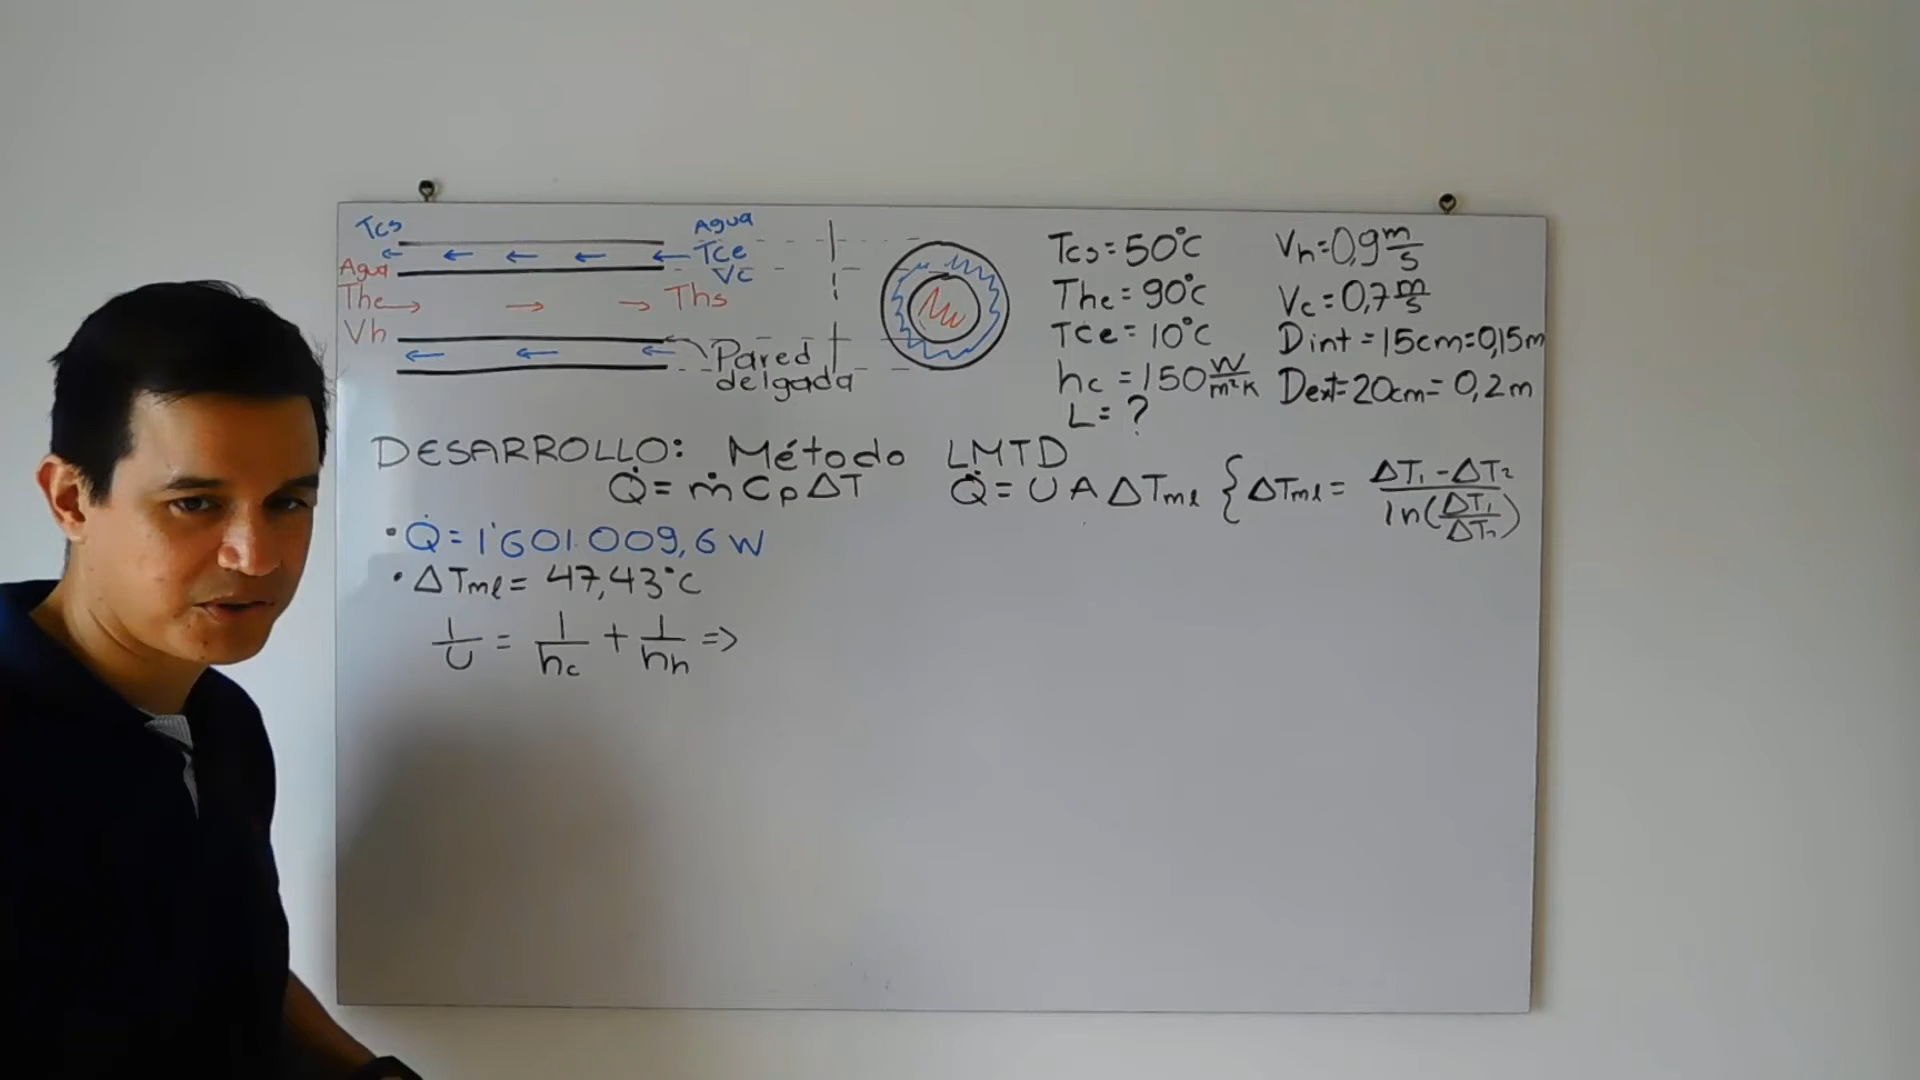 Tcs
Agua
Tce
Vc
Agua
The
Ths
Vh
Pared
delgada
Tcs = 50°C
The = 90°C
Tce = 10°C
hc = 150 W/m²K
L = ?
Vh = 0,9 m/s
Vc = 0,7 m/s
Dint = 15cm = 0,15m
Dext = 20cm = 0,2m
DESARROLLO: Método LMTD
Q̇ = ṁ Cp ΔT Q̇ = U A ΔTml { ΔTml = (ΔT1 - ΔT2) / ln(ΔT1/ΔT2)
• Q̇ = 1'601.009,6 W
• ΔTml = 47,43°C
1/U = 1/hc + 1/hh =>